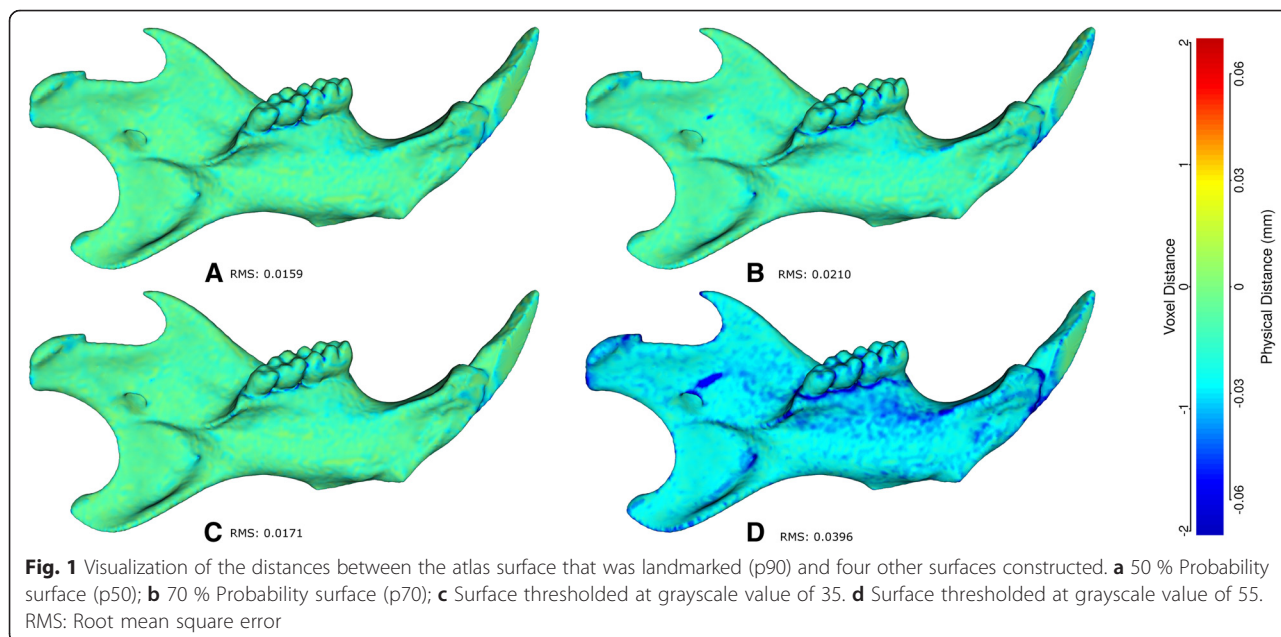 A RMS: 0.0159
B RMS: 0.0210
C RMS: 0.0171
D RMS: 0.0396
2
1
0
-1
-2
Voxel Distance
0.06
0.03
0
-0.03
-0.06
Physical Distance (mm)
Fig. 1 Visualization of the distances between the atlas surface that was landmarked (p90) and four other surfaces constructed. a 50 % Probability
surface (p50); b 70 % Probability surface (p70); c Surface thresholded at grayscale value of 35. d Surface thresholded at grayscale value of 55.
RMS: Root mean square error